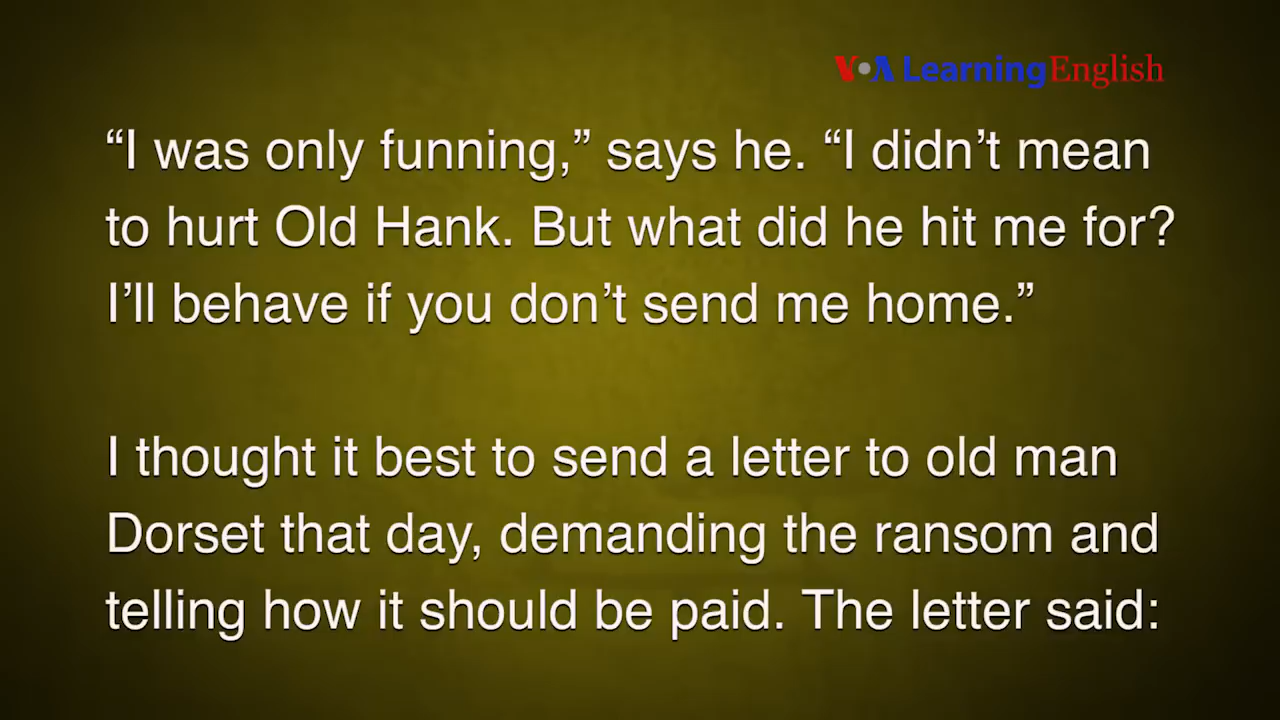 VOA Learning English
“I was only funning,” says he. “I didn’t mean
to hurt Old Hank. But what did he hit me for?
I’ll behave if you don’t send me home.”
I thought it best to send a letter to old man
Dorset that day, demanding the ransom and
telling how it should be paid. The letter said: